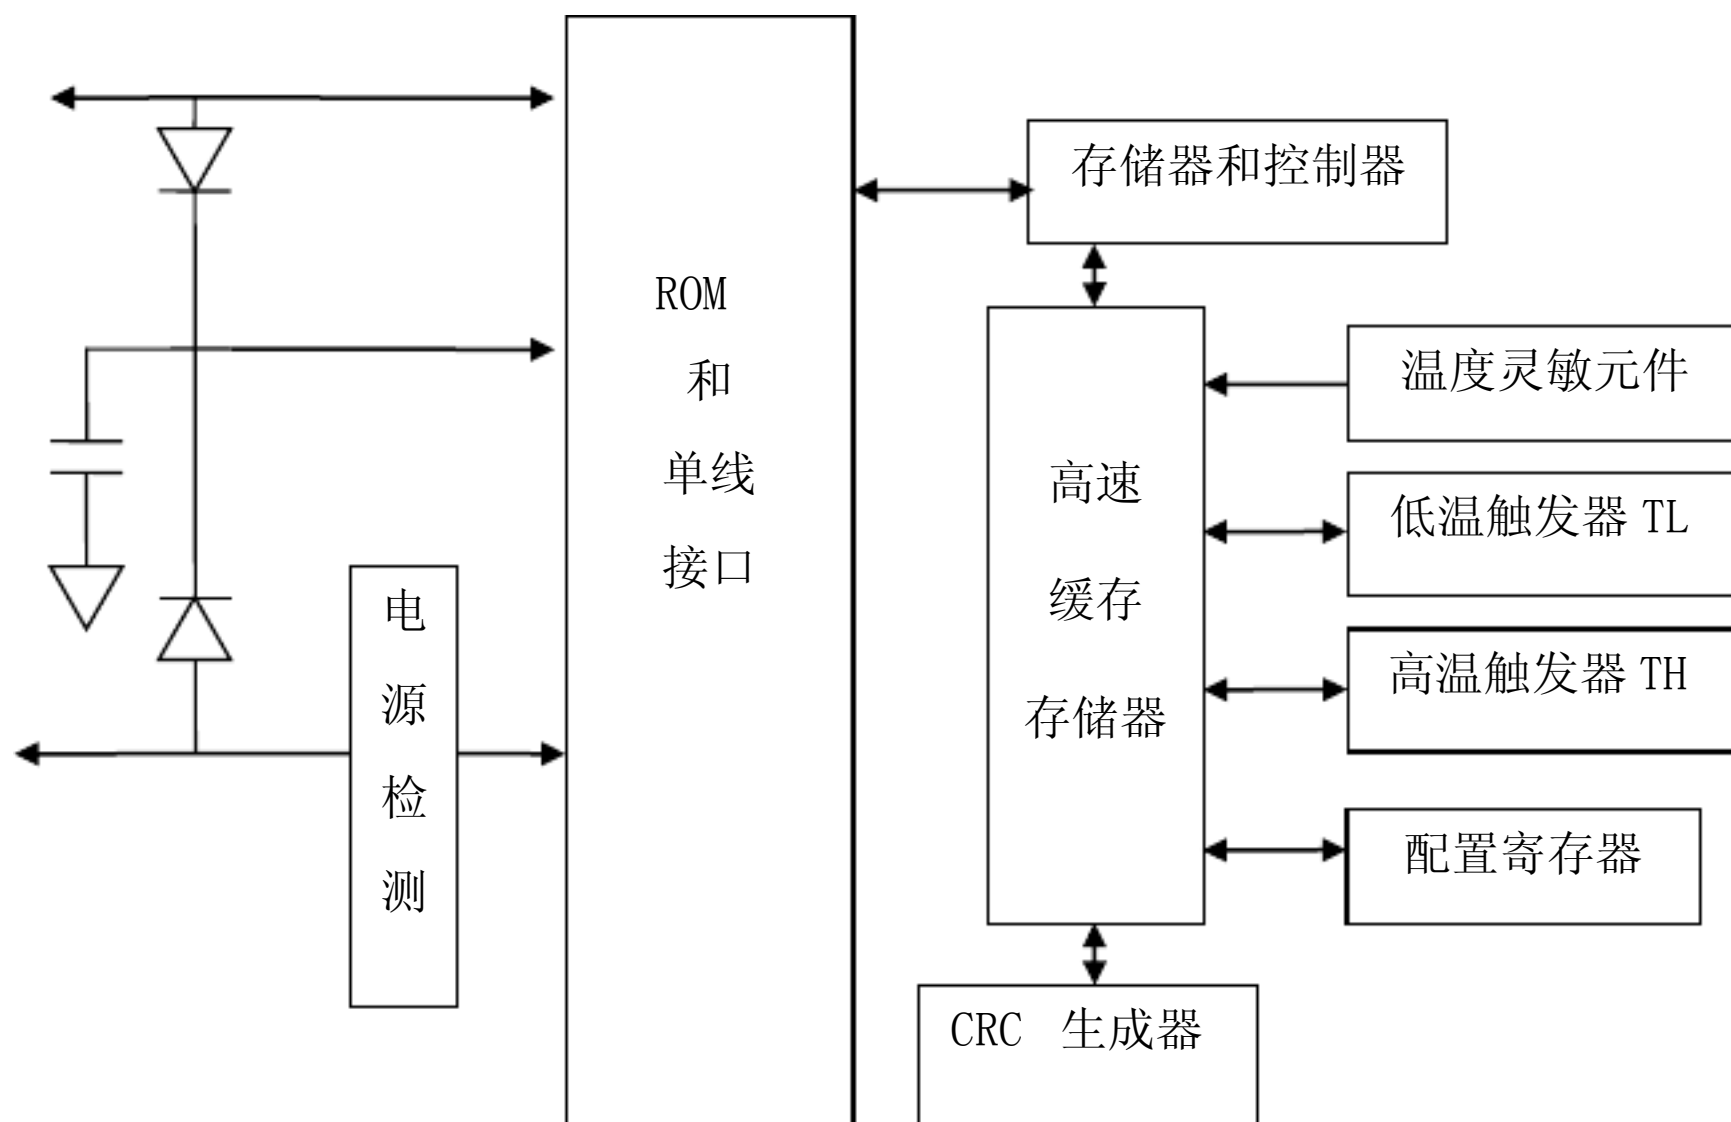 ROM
和
单线
接口
电
源
检
测
存储器和控制器
高速
缓存
存储器
温度灵敏元件
低温触发器 TL
高温触发器 TH
配置寄存器
CRC 生成器